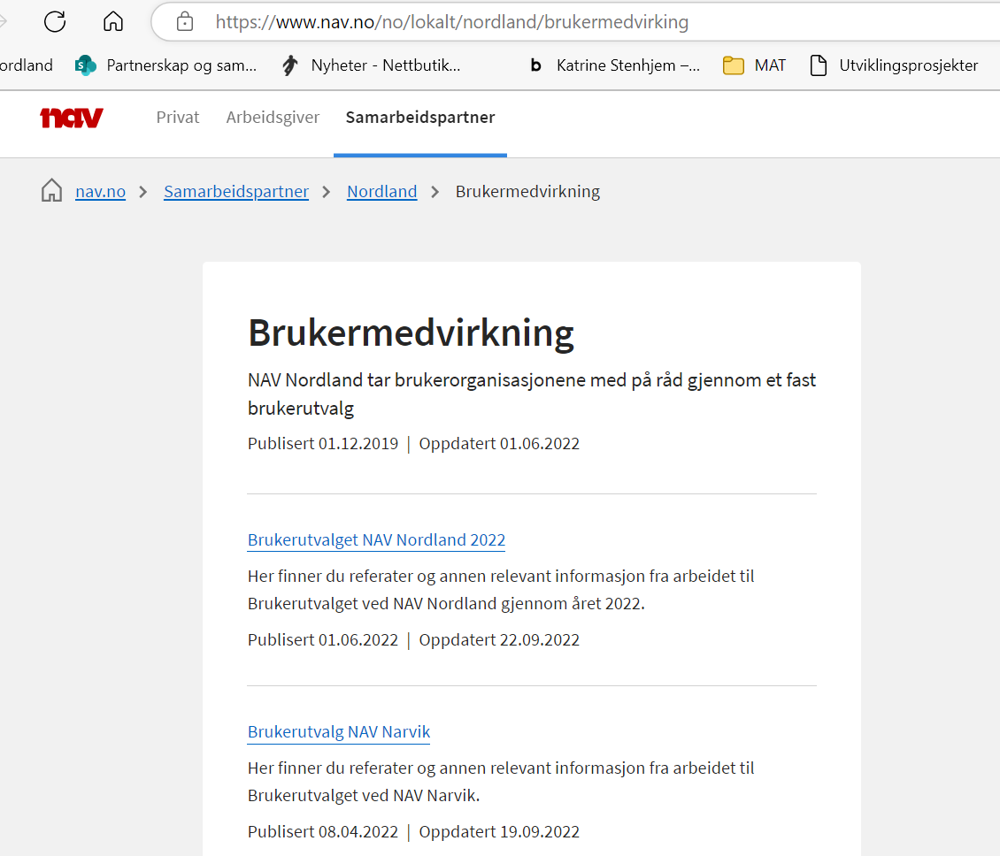 https://www.nav.no/no/lokalt/nordland/brukermedvirking
ordland
Partnerskap og sam...
Nyheter - Nettbutik...
b
Katrine Stenhjem –...
MAT
Utviklingsprosjekter
nav
Privat
Arbeidsgiver
Samarbeidspartner
nav.no > Samarbeidspartner > Nordland > Brukermedvirkning
Brukermedvirkning
NAV Nordland tar brukerorganisasjonene med på råd gjennom et fast
brukerutvalg
Publisert 01.12.2019 | Oppdatert 01.06.2022
Brukerutvalget NAV Nordland 2022
Her finner du referater og annen relevant informasjon fra arbeidet til
Brukerutvalget ved NAV Nordland gjennom året 2022.
Publisert 01.06.2022 | Oppdatert 22.09.2022
Brukerutvalg NAV Narvik
Her finner du referater og annen relevant informasjon fra arbeidet til
Brukerutvalget ved NAV Narvik.
Publisert 08.04.2022 | Oppdatert 19.09.2022